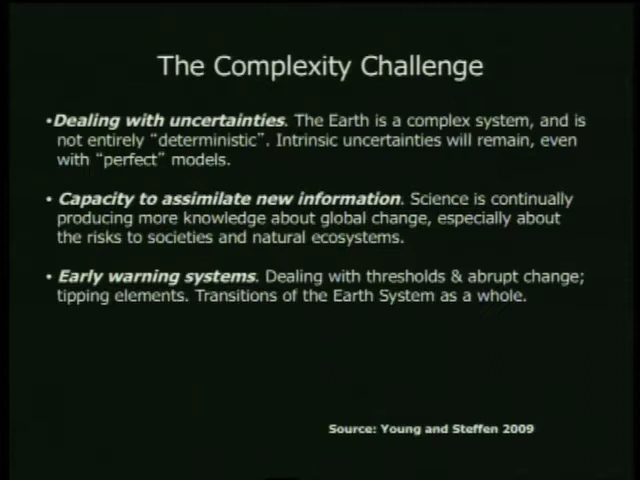 The Complexity Challenge
•Dealing with uncertainties. The Earth is a complex system, and is
not entirely “deterministic”. Intrinsic uncertainties will remain, even
with “perfect” models.
• Capacity to assimilate new information. Science is continually
producing more knowledge about global change, especially about
the risks to societies and natural ecosystems.
• Early warning systems. Dealing with thresholds & abrupt change;
tipping elements. Transitions of the Earth System as a whole.
Source: Young and Steffen 2009